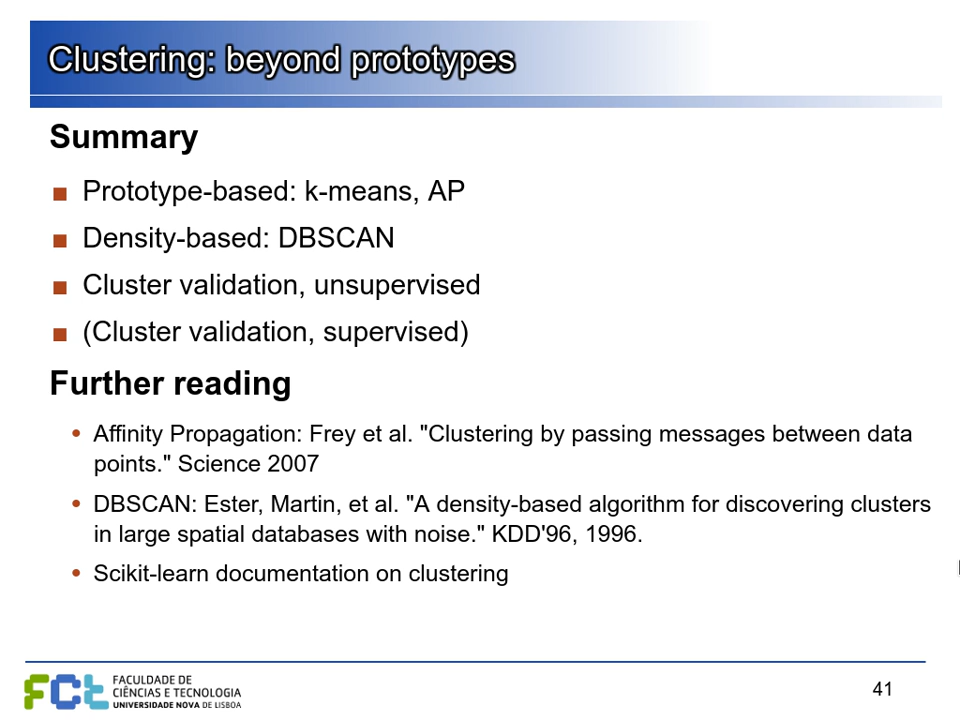 Clustering: beyond prototypes
Summary
Prototype-based: k-means, AP
Density-based: DBSCAN
Cluster validation, unsupervised
(Cluster validation, supervised)
Further reading
Affinity Propagation: Frey et al. "Clustering by passing messages between data
points." Science 2007
DBSCAN: Ester, Martin, et al. "A density-based algorithm for discovering clusters
in large spatial databases with noise." KDD'96, 1996.
Scikit-learn documentation on clustering
FCt
FACULDADE DE
CIÊNCIAS E TECNOLOGIA
UNIVERSIDADE NOVA DE LISBOA
41